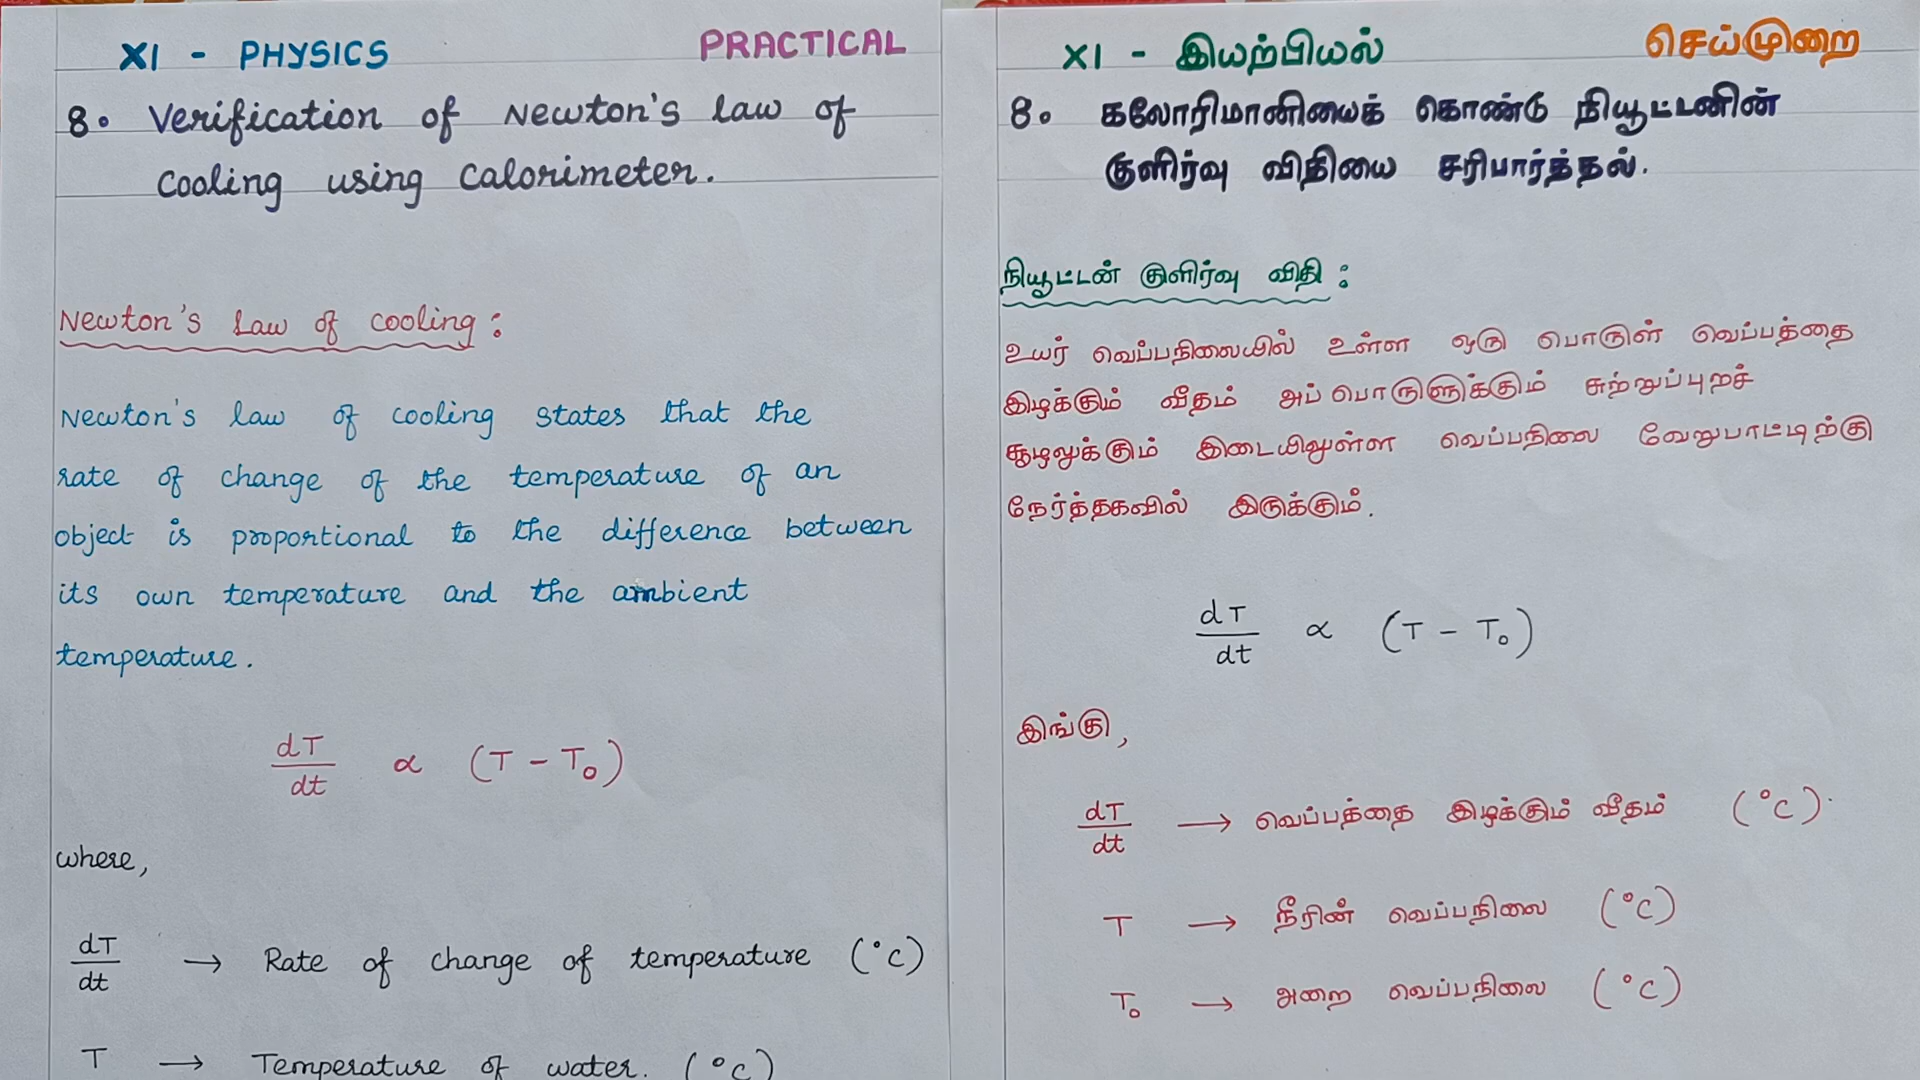 XI - PHYSICS PRACTICAL
8. Verification of Newton's law of
cooling using calorimeter.
Newton's Law of cooling :
Newton's law of cooling states that the
rate of change of the temperature of an
object is proportional to the difference between
its own temperature and the ambient
temperature.
dT/dt ∝ (T - T₀)
where,
dT/dt → Rate of change of temperature (°C)
T → Temperature of water. (°C)
XI - இயற்பியல் செய்முறை
8. கலோரிமானியைக் கொண்டு நியூட்டனின்
குளிர்வு விதியை சரிபார்த்தல்.
நியூட்டன் குளிர்வு விதி :
உயர் வெப்பநிலையில் உள்ள ஒரு பொருள் வெப்பத்தை
இழக்கும் வீதம் அப்பொருளுக்கும் சுற்றுப்புறச்
சூழலுக்கும் இடையிலுள்ள வெப்பநிலை வேறுபாட்டிற்கு
நேர்த்தகவில் இருக்கும்.
dT/dt ∝ (T - T₀)
இங்கு,
dT/dt → வெப்பத்தை இழக்கும் வீதம் (°C).
T → நீரின் வெப்பநிலை (°C)
T₀ → அறை வெப்பநிலை (°C)